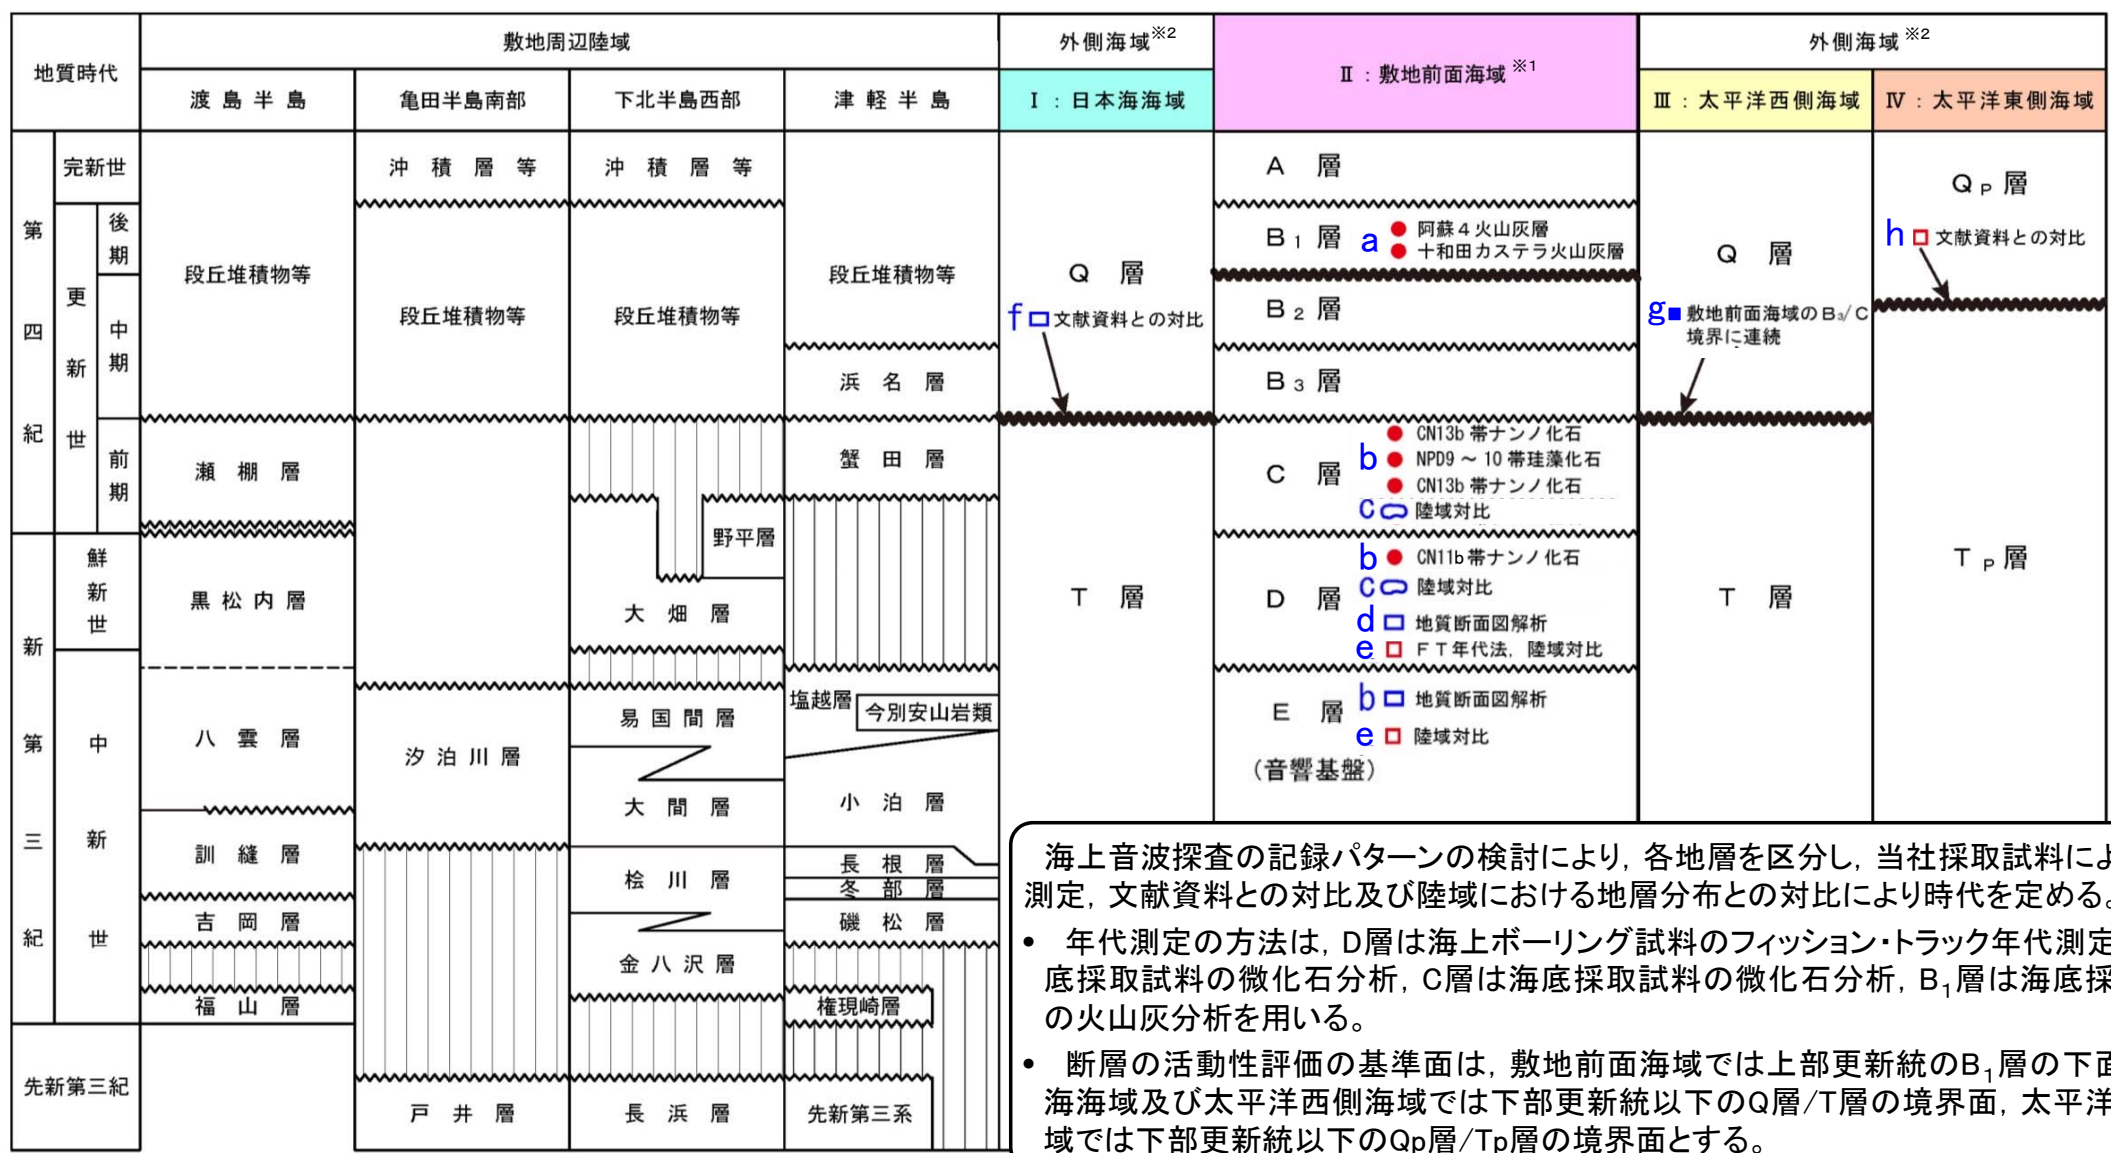 地質時代
敷地周辺陸域
外側海域※2
Ⅱ：敷地前面海域※1
外側海域※2
渡島半島
亀田半島南部
下北半島西部
津軽半島
Ⅰ：日本海海域
Ⅲ：太平洋西側海域
Ⅳ：太平洋東側海域
第四紀
完新世
更新世
後期
中期
前期
新第三紀
鮮新世
中新世
先新第三紀
段丘堆積物等
瀬棚層
黒松内層
八雲層
訓縫層
吉岡層
福山層
沖積層等
段丘堆積物等
汐泊川層
戸井層
沖積層等
段丘堆積物等
野平層
大畑層
易国間層
大間層
桧川層
金八沢層
長浜層
段丘堆積物等
浜名層
蟹田層
塩越層
今別安山岩類
小泊層
長根層
冬部層
磯松層
権現崎層
先新第三系
Q層
f 文献資料との対比
T層
A層
B1層 a 阿蘇4火山灰層
十和田カステラ火山灰層
B2層
B3層
C層
b CN13b帯ナンノ化石
NPD9～10帯珪藻化石
CN13b帯ナンノ化石
c 陸域対比
D層
b CN11b帯ナンノ化石
c 陸域対比
d 地質断面図解析
e FT年代法，陸域対比
E層
(音響基盤)
b 地質断面図解析
e 陸域対比
Q層
g 敷地前面海域のB3/C
境界に連続
T層
QP層
h 文献資料との対比
TP層
海上音波探査の記録パターンの検討により，各地層を区分し，当社採取試料によ
測定，文献資料との対比及び陸域における地層分布との対比により時代を定める。
• 年代測定の方法は，D層は海上ボーリング試料のフィッション・トラック年代測定
底採取試料の微化石分析，C層は海底採取試料の微化石分析，B1層は海底採
の火山灰分析を用いる。
• 断層の活動性評価の基準面は，敷地前面海域では上部更新統のB1層の下面
海海域及び太平洋西側海域では下部更新統以下のQ層/T層の境界面，太平洋
域では下部更新統以下のQp層/Tp層の境界面とする。